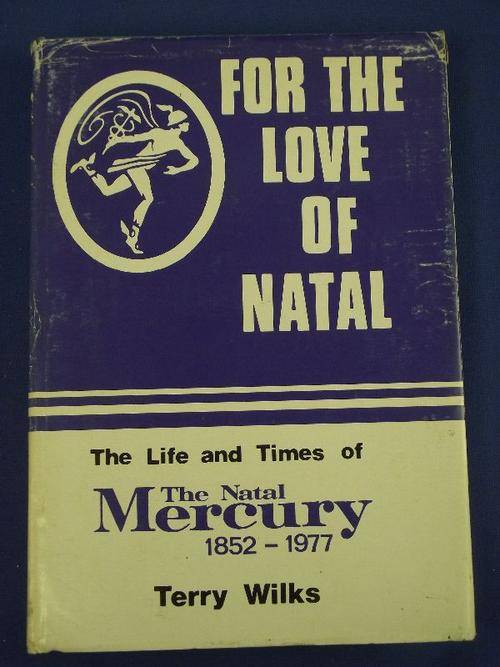 FOR THE
LOVE
OF
NATAL
The Life and Times of
The Natal
Mercury
1852 – 1977
Terry Wilks